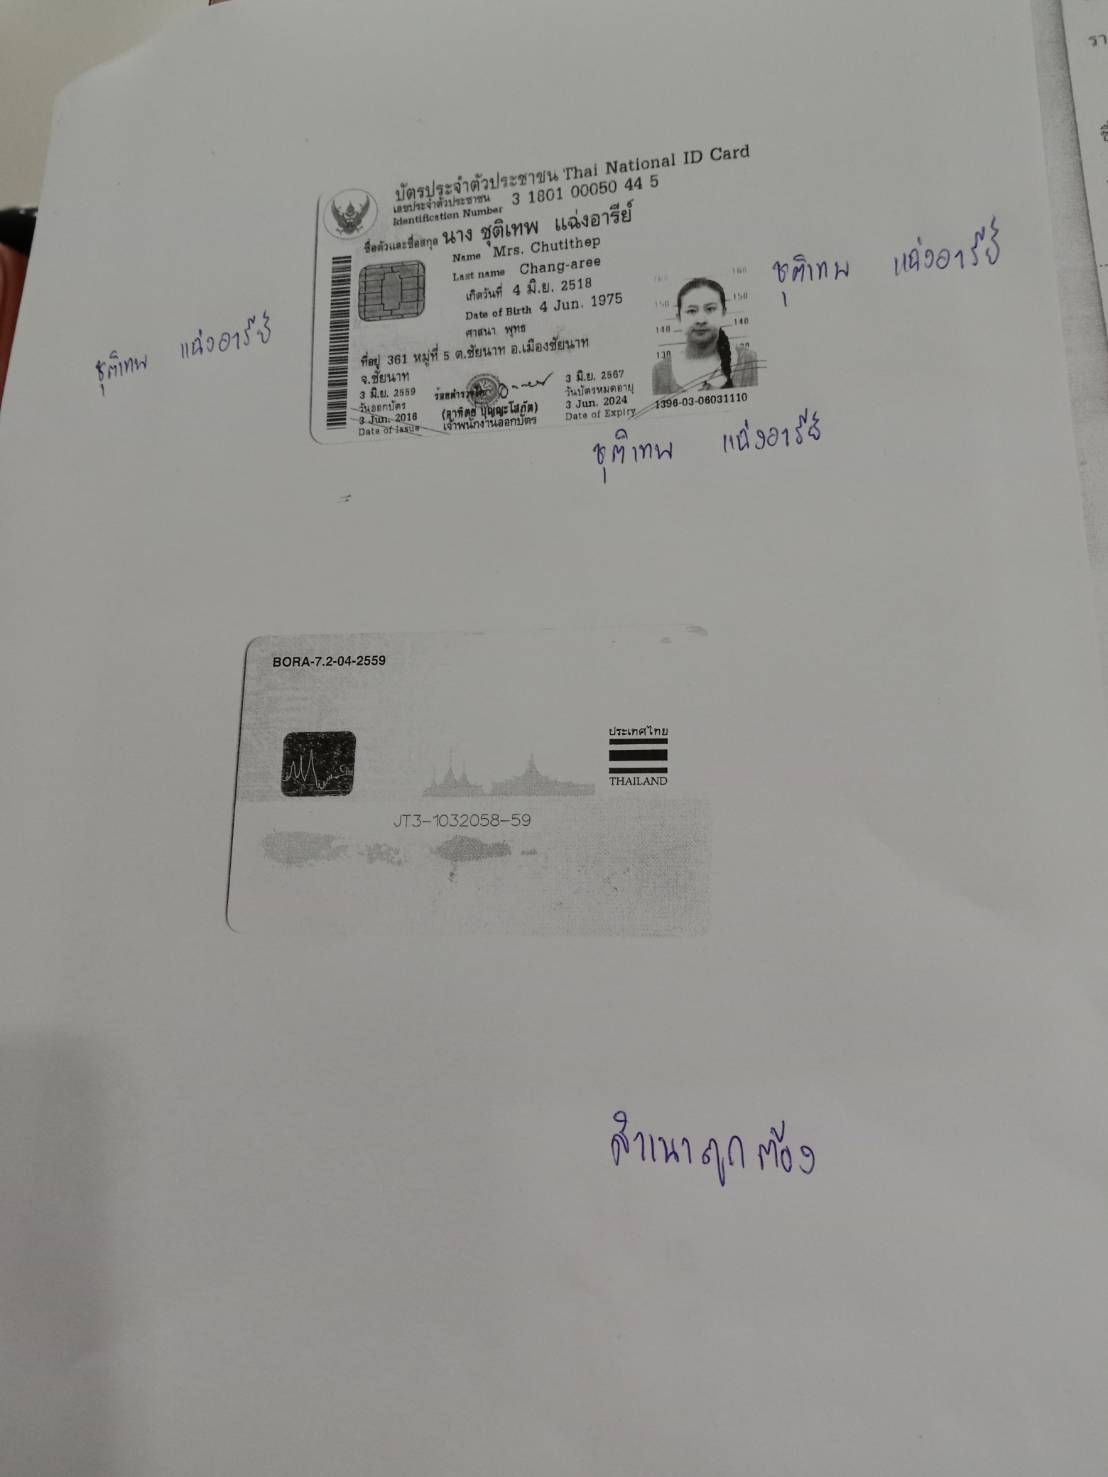 บัตรประจำตัวประชาชน Thai National ID Card
เลขประจำตัวประชาชน 3 1801 00050 44 5
Identification Number
ชื่อตัวและชื่อสกุล นาง ชุติเทพ แฉ่งอารีย์
Name Mrs. Chutithep
Last name Chang-aree
เกิดวันที่ 4 มิ.ย. 2518
Date of Birth 4 Jun. 1975
ศาสนา พุทธ
ที่อยู่ 361 หมู่ที่ 5 ต.ชัยนาท อ.เมืองชัยนาท
จ.ชัยนาท
3 มิ.ย. 2559
วันออกบัตร
3 Jun. 2016
Date of Issue
(อาทิตย์ บุญญะโสภัต)
เจ้าพนักงานออกบัตร
3 มิ.ย. 2567
วันบัตรหมดอายุ
3 Jun. 2024
Date of Expiry
160
150 150
140 140
130
1396-03-06031110
ชุติเทพ แฉ่งอารีย์
ชุติเทพ แฉ่งอารีย์
ชุติเทพ แฉ่งอารีย์
BORA-7.2-04-2559
ประเทศไทย
THAILAND
JT3-1032058-59
สำเนาถูกต้อง